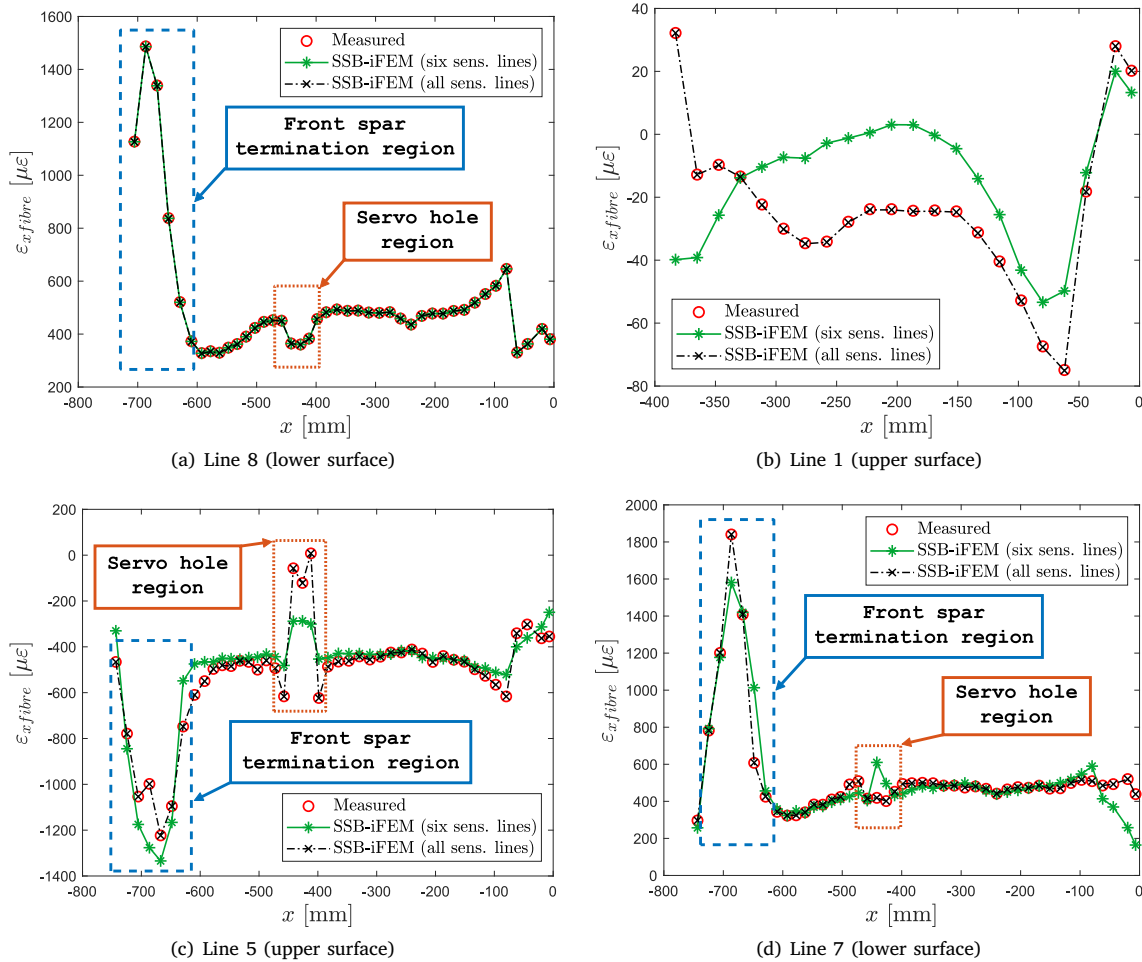 1600
1400
1200
1000
800
600
400
200
-800
-700
-600
-500
-400
-300
-200
-100
0
ε_{xfibre} [με]
x [mm]
Measured
SSB-iFEM (six sens. lines)
SSB-iFEM (all sens. lines)
Front spar
termination region
Servo hole
region
(a) Line 8 (lower surface)
40
20
0
-20
-40
-60
-80
-400
-350
-300
-250
-200
-150
-100
-50
0
ε_{xfibre} [με]
x [mm]
Measured
SSB-iFEM (six sens. lines)
SSB-iFEM (all sens. lines)
(b) Line 1 (upper surface)
200
0
-200
-400
-600
-800
-1000
-1200
-1400
-800
-700
-600
-500
-400
-300
-200
-100
0
ε_{xfibre} [με]
x [mm]
Servo hole
region
Front spar
termination region
Measured
SSB-iFEM (six sens. lines)
SSB-iFEM (all sens. lines)
(c) Line 5 (upper surface)
2000
1800
1600
1400
1200
1000
800
600
400
200
0
-800
-700
-600
-500
-400
-300
-200
-100
0
ε_{xfibre} [με]
x [mm]
Measured
SSB-iFEM (six sens. lines)
SSB-iFEM (all sens. lines)
Front spar
termination region
Servo hole
region
(d) Line 7 (lower surface)